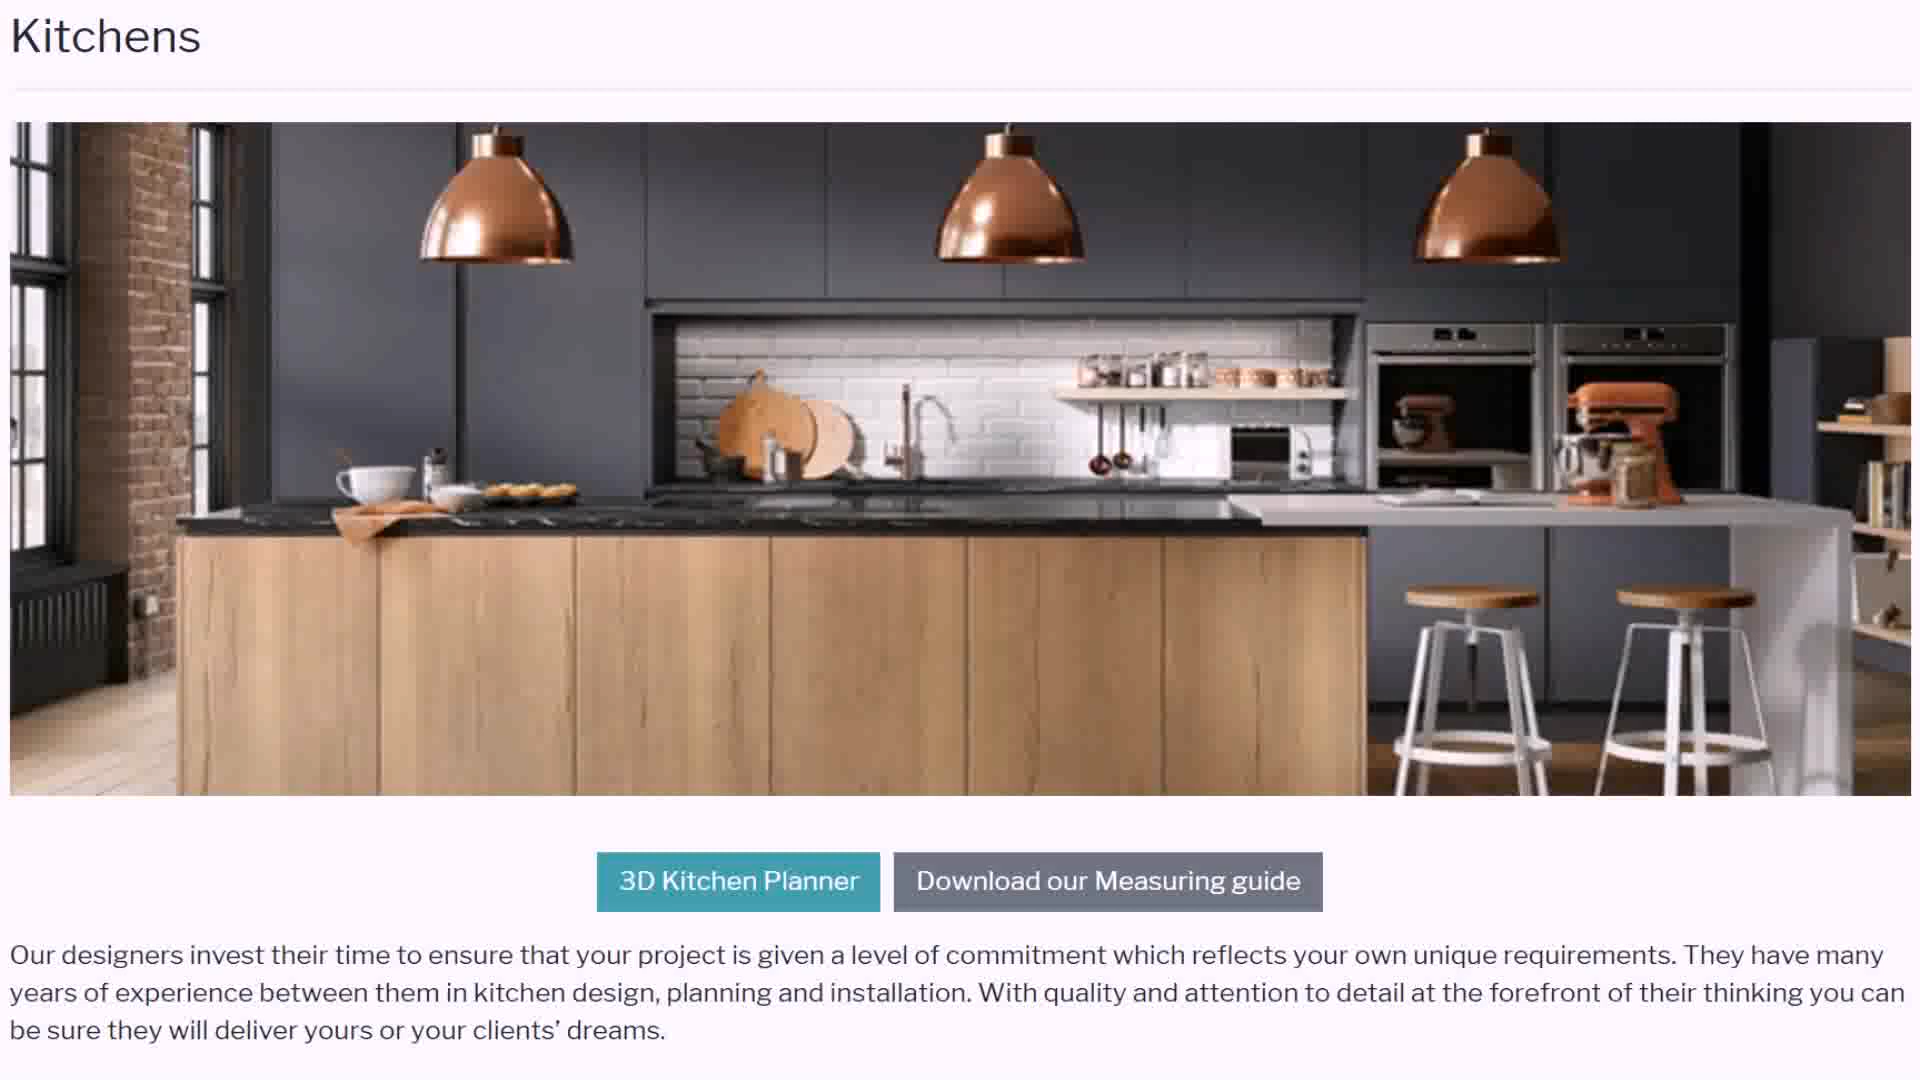 Kitchens
3D Kitchen Planner
Download our Measuring guide
Our designers invest their time to ensure that your project is given a level of commitment which reflects your own unique requirements. They have many
years of experience between them in kitchen design, planning and installation. With quality and attention to detail at the forefront of their thinking you can
be sure they will deliver yours or your clients’ dreams.